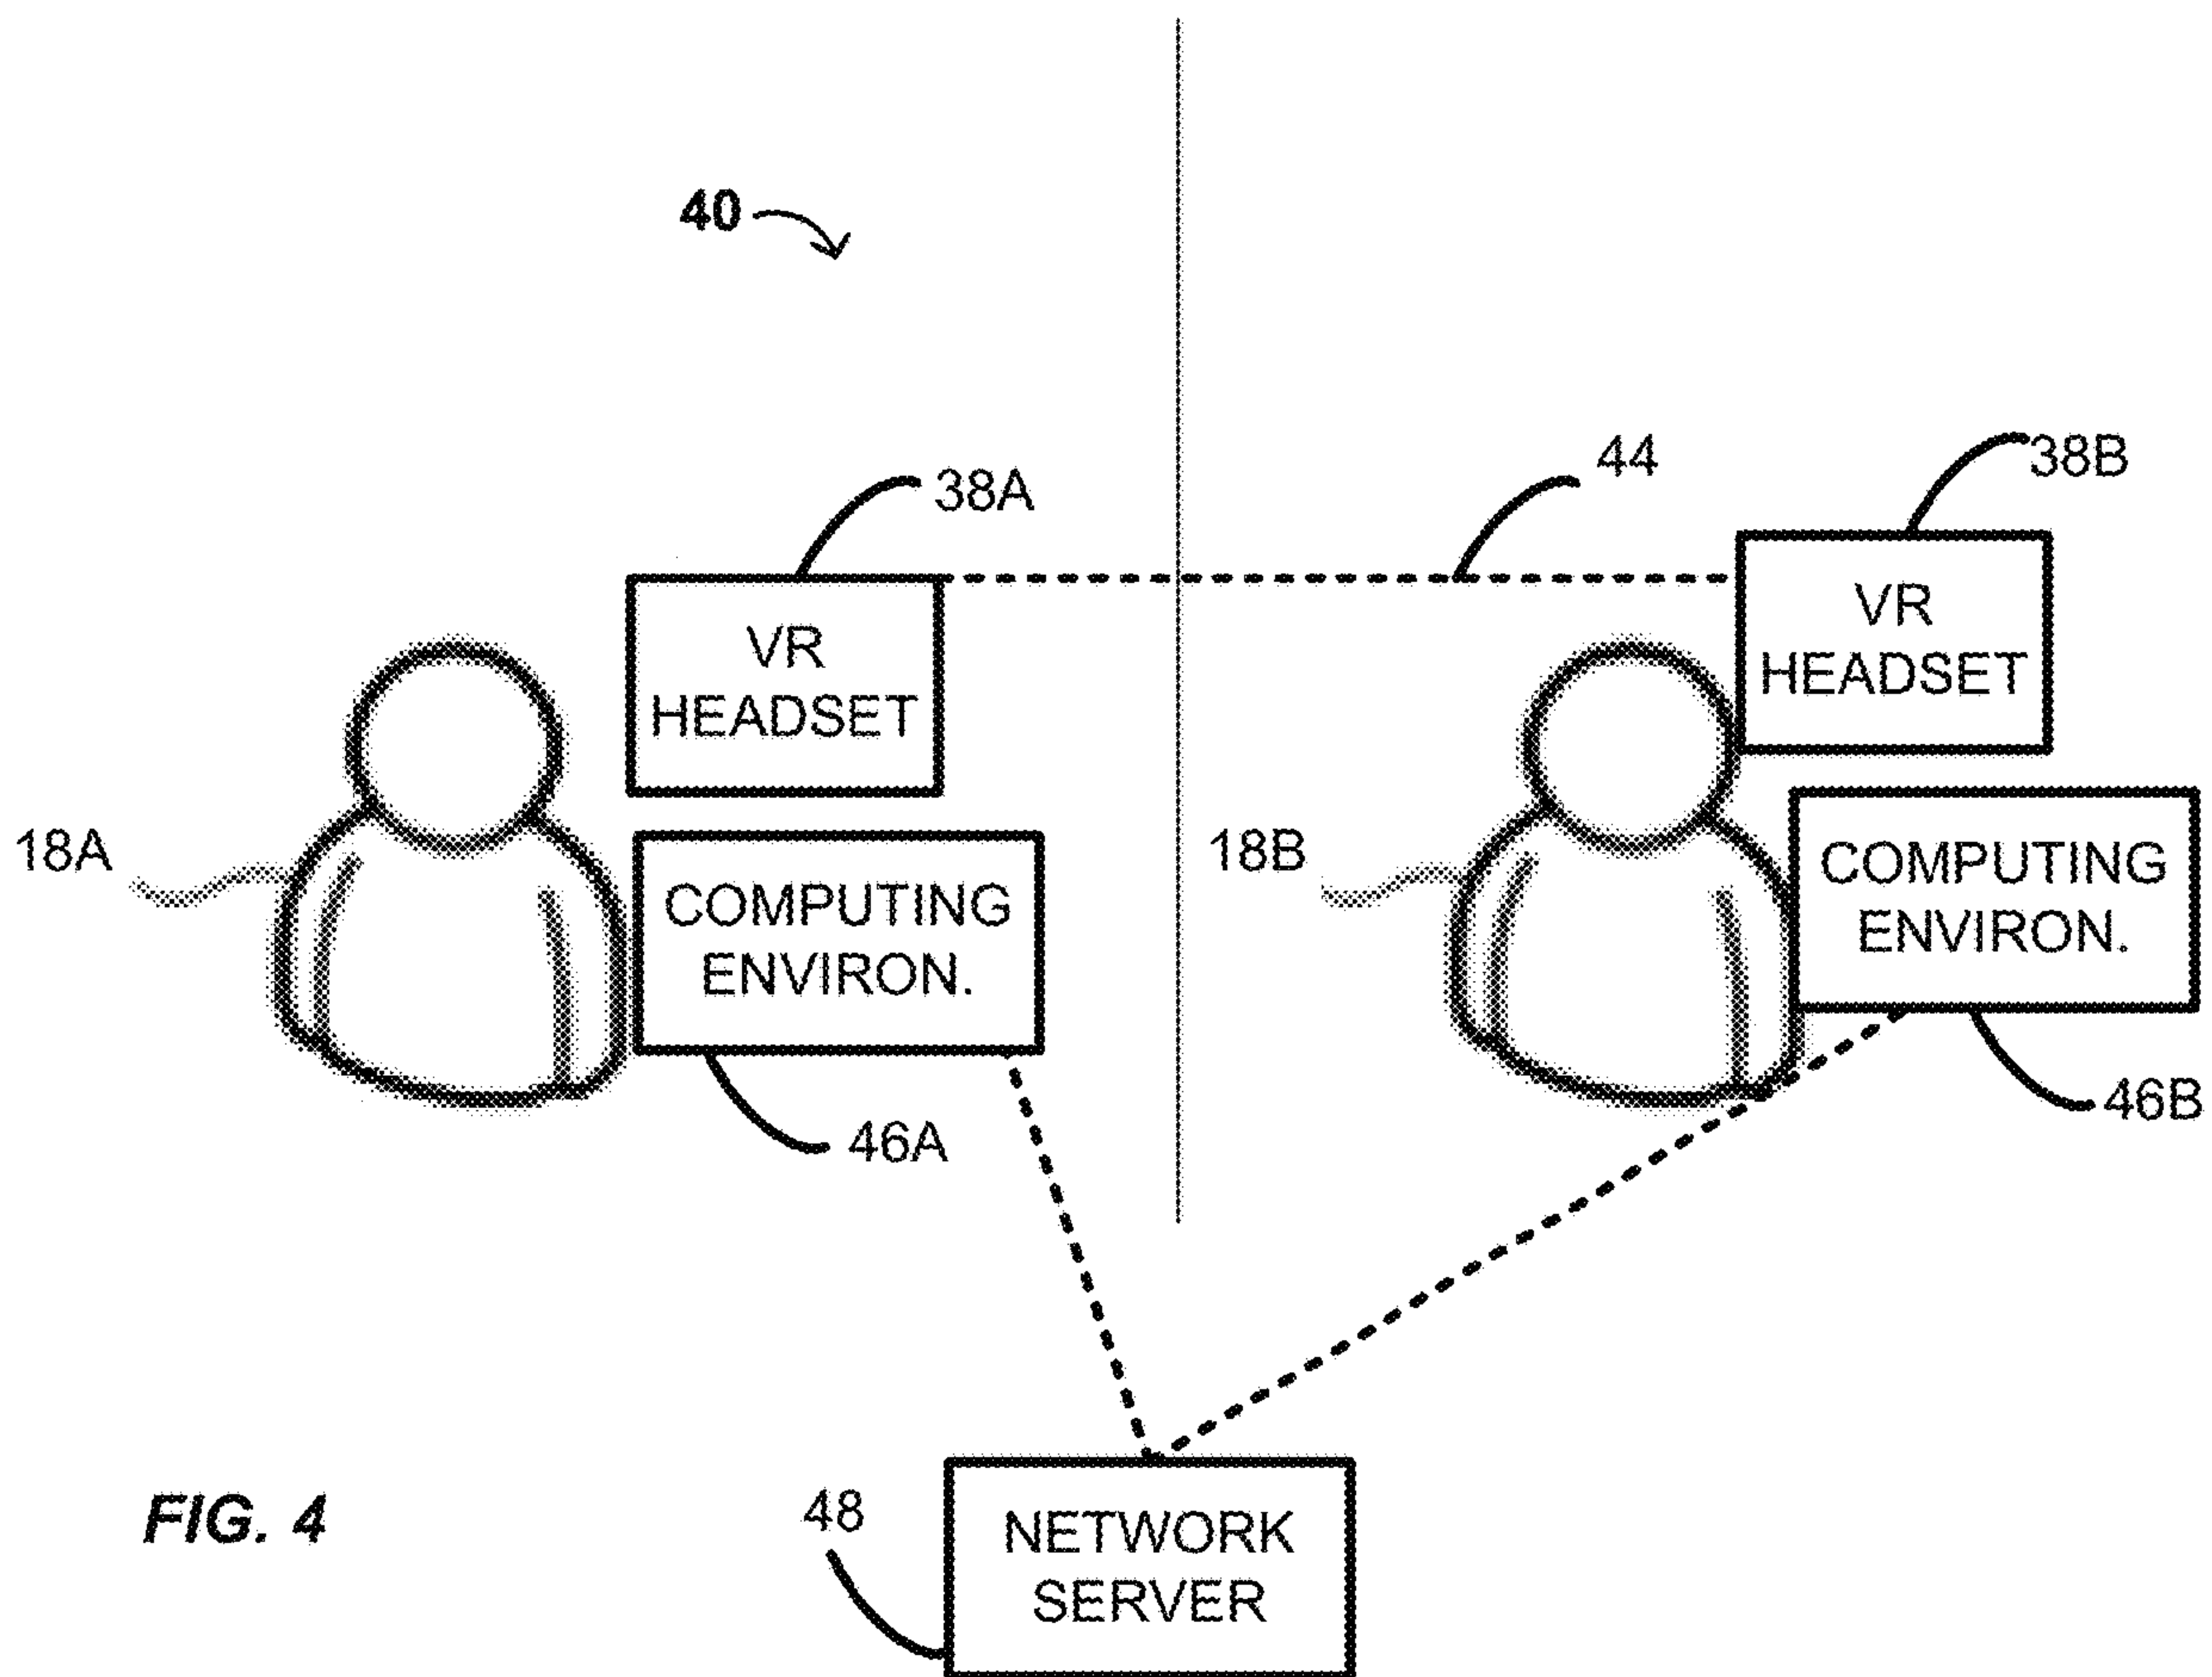 40
38A
44
38B
VR
HEADSET
VR
HEADSET
18A
COMPUTING
ENVIRON.
18B
COMPUTING
ENVIRON.
46A
46B
FIG. 4
48
NETWORK
SERVER